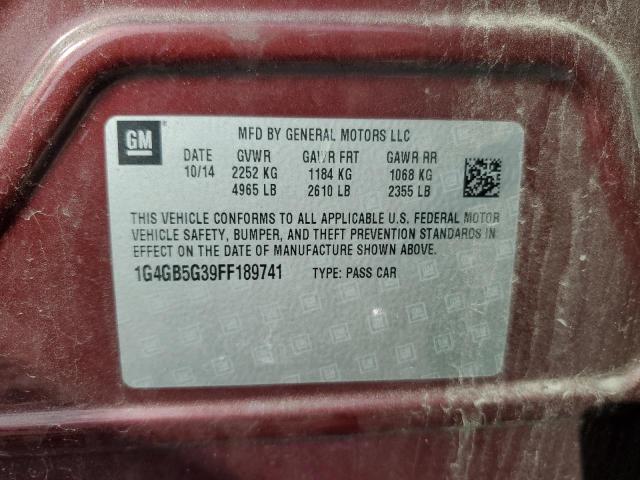 GM
MFD BY GENERAL MOTORS LLC
DATE GVWR GAWR FRT GAWR RR
10/14 2252 KG 1184 KG 1068 KG
4965 LB 2610 LB 2355 LB
THIS VEHICLE CONFORMS TO ALL APPLICABLE U.S. FEDERAL MOTOR
VEHICLE SAFETY, BUMPER, AND THEFT PREVENTION STANDARDS IN
EFFECT ON THE DATE OF MANUFACTURE SHOWN ABOVE.
1G4GB5G39FF189741 TYPE: PASS CAR